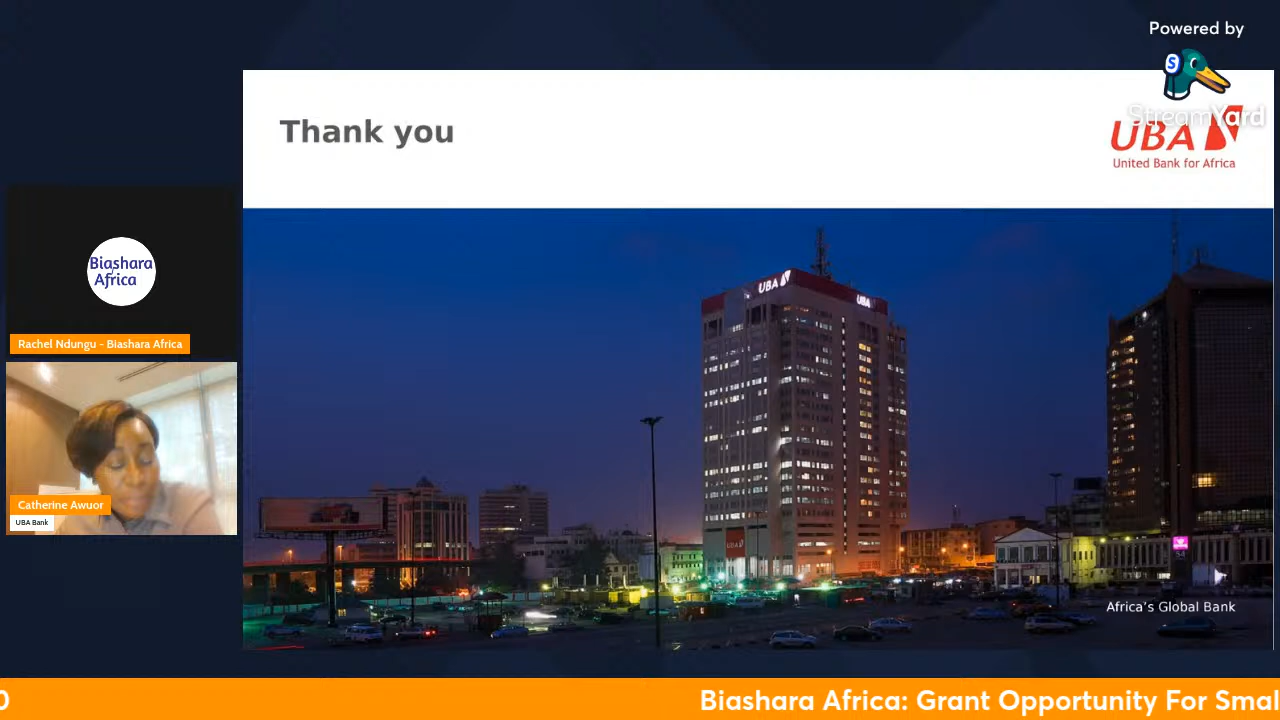 Powered by
S
StreamYard
Thank you
UBA
United Bank for Africa
Biashara
Africa
Rachel Ndungu - Biashara Africa
Catherine Awuor
UBA Bank
UBA
UBA
UBA
Africa's Global Bank
0
Biashara Africa: Grant Opportunity For Smal